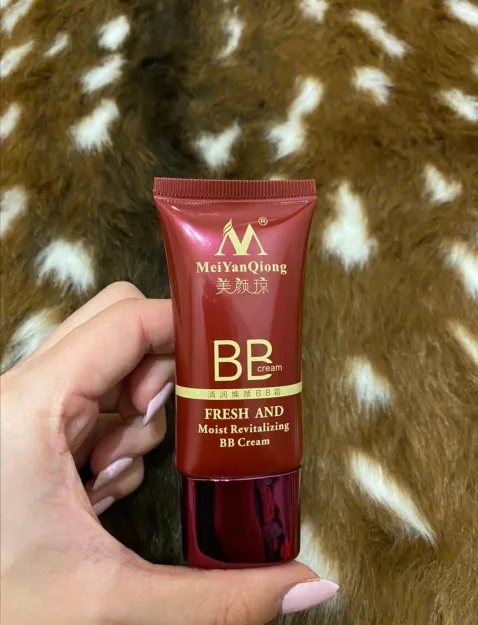 ®
MeiYanQiong
美颜琼
BB
cream
清润焕颜BB霜
FRESH AND
Moist Revitalizing
BB Cream